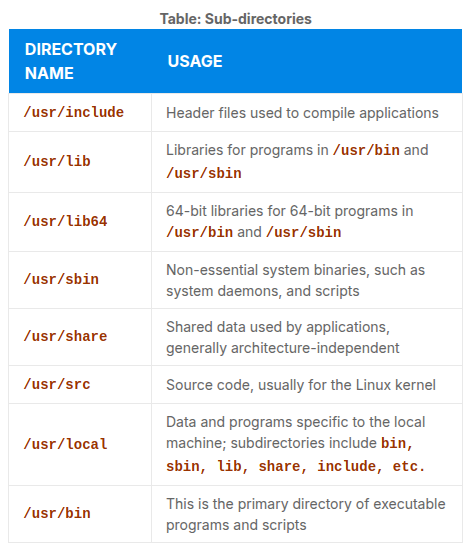 Table: Sub-directories
DIRECTORY
NAME
USAGE
/usr/include
Header files used to compile applications
/usr/lib
Libraries for programs in /usr/bin and
/usr/sbin
/usr/lib64
64-bit libraries for 64-bit programs in
/usr/bin and /usr/sbin
/usr/sbin
Non-essential system binaries, such as
system daemons, and scripts
/usr/share
Shared data used by applications,
generally architecture-independent
/usr/src
Source code, usually for the Linux kernel
/usr/local
Data and programs specific to the local
machine; subdirectories include bin,
sbin, lib, share, include, etc.
/usr/bin
This is the primary directory of executable
programs and scripts